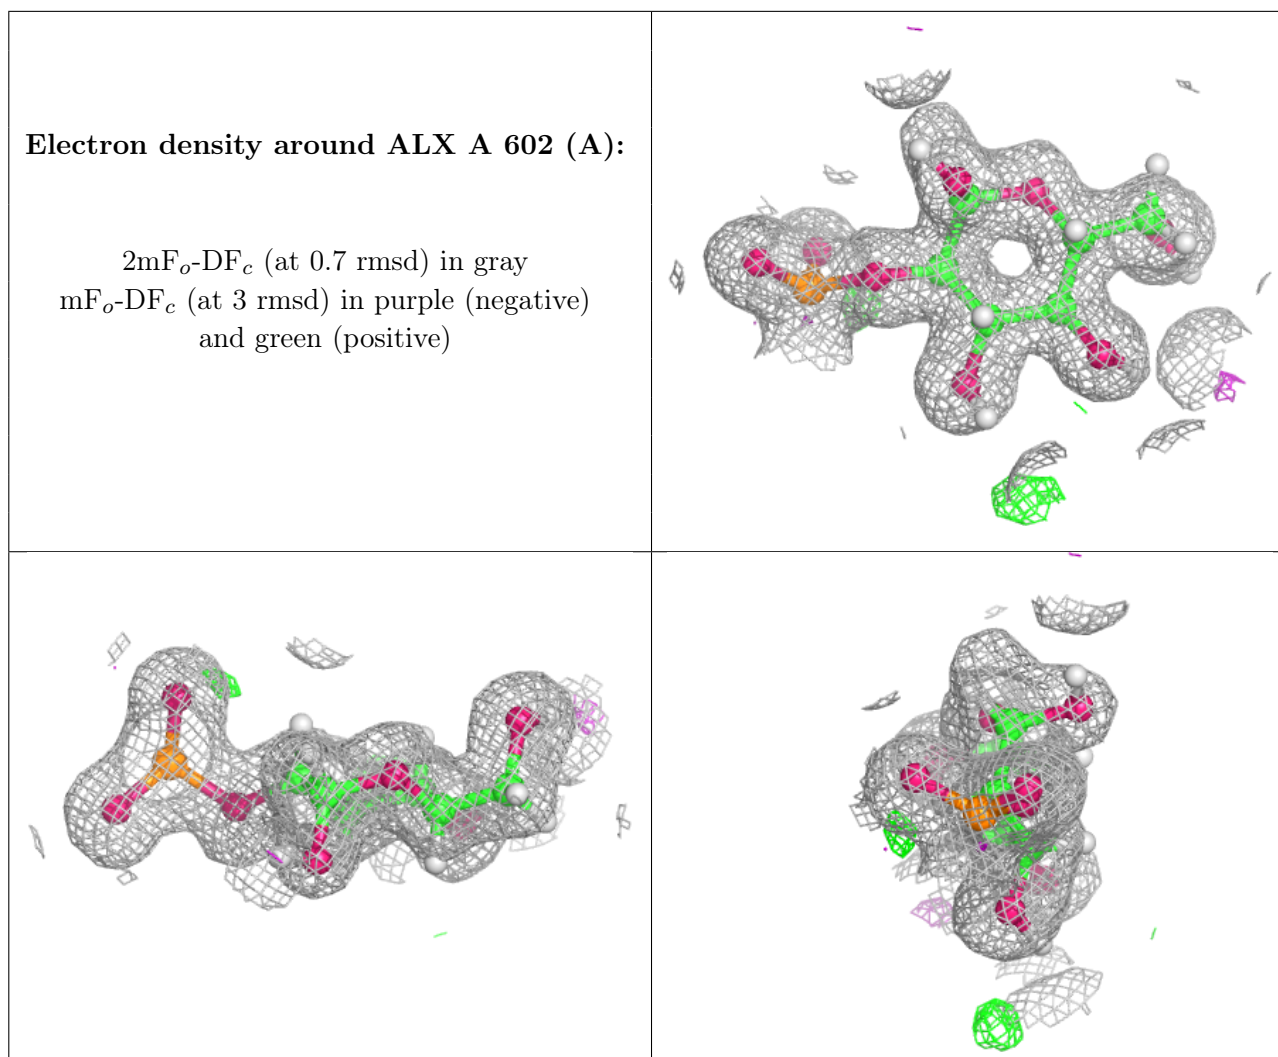 Electron density around ALX A 602 (A):
2mFₒ-DF𝒸 (at 0.7 rmsd) in gray
mFₒ-DF𝒸 (at 3 rmsd) in purple (negative)
and green (positive)